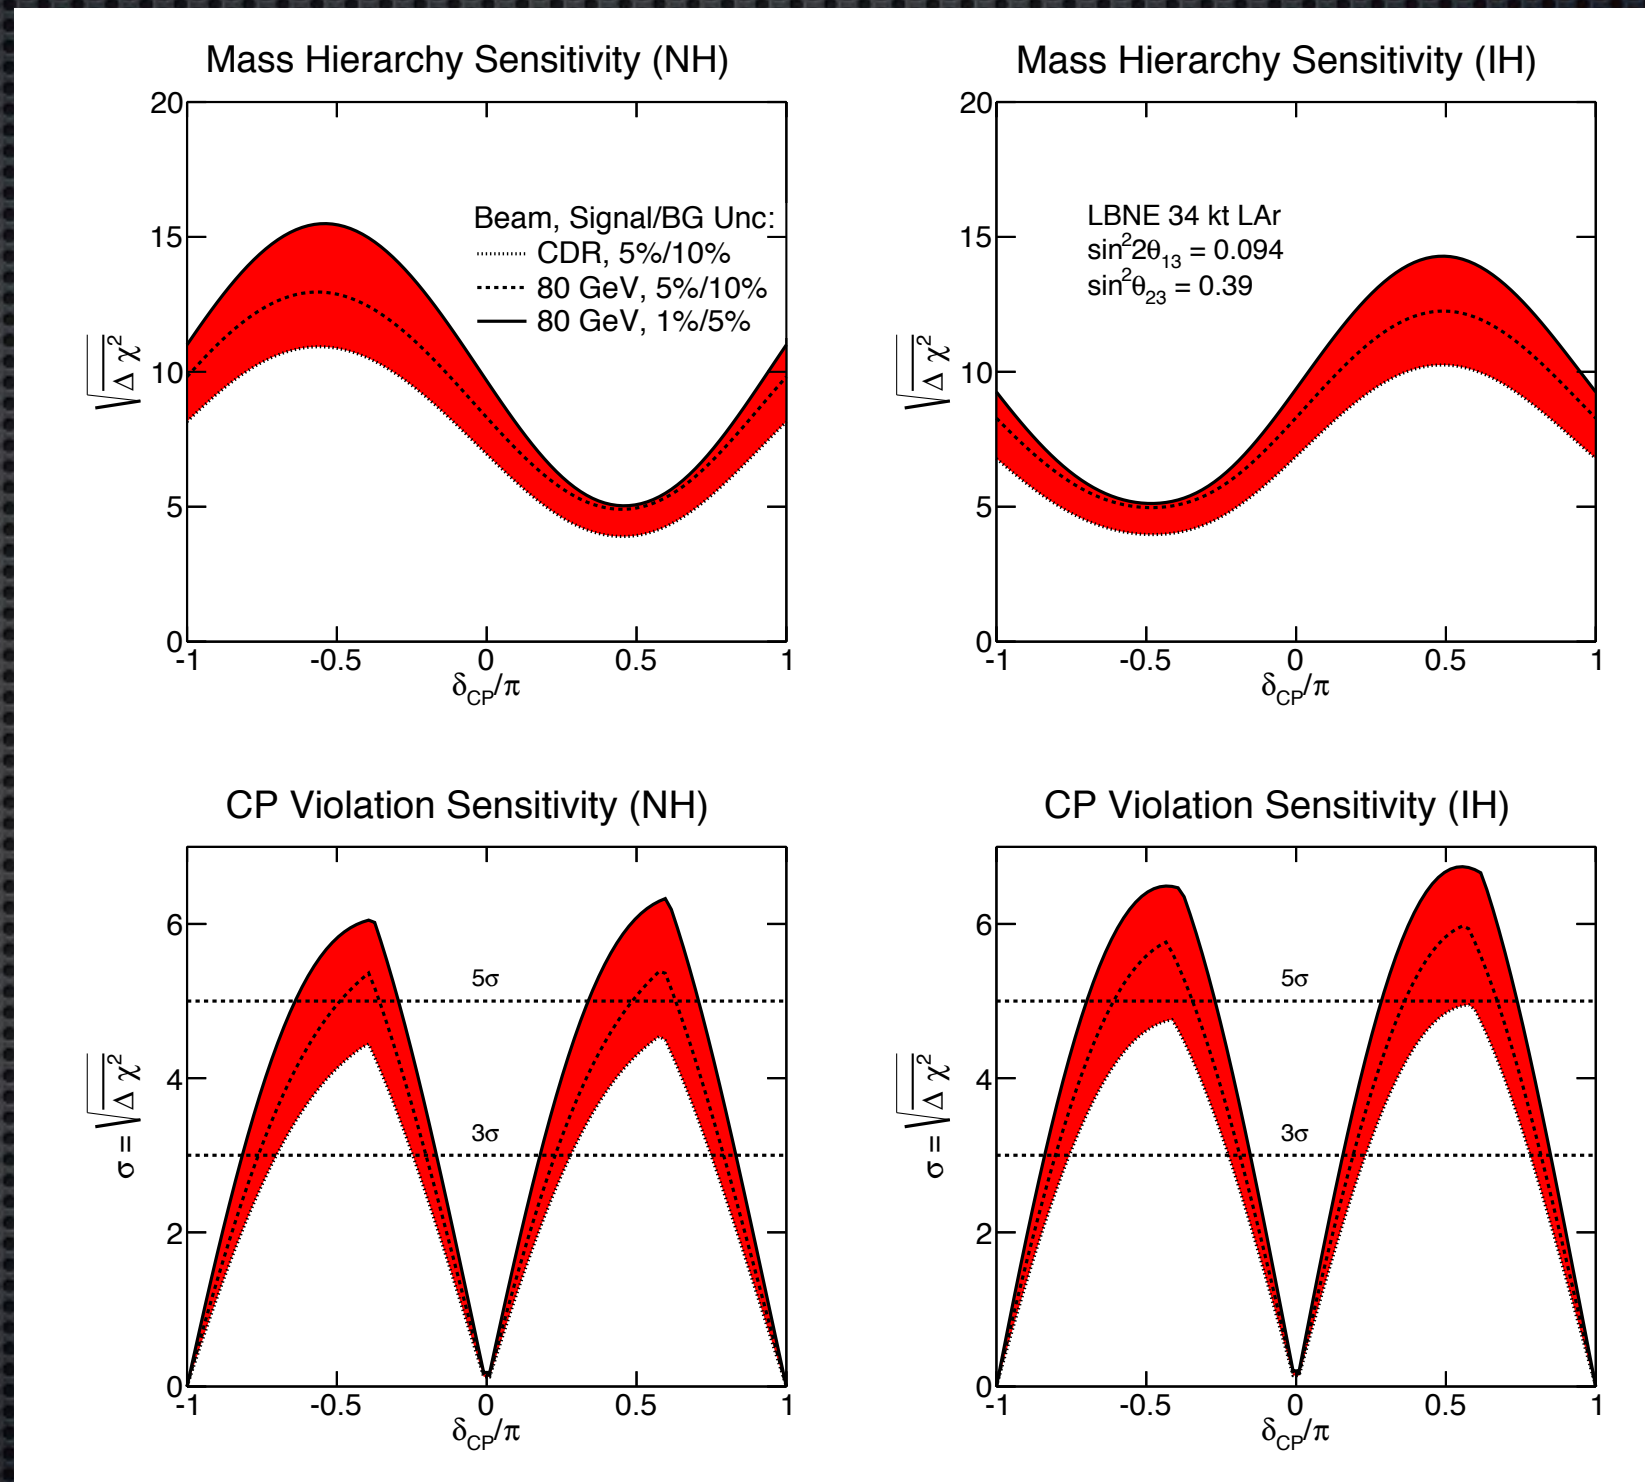 Mass Hierarchy Sensitivity (NH)
20
15
10
5
0
√Δχ²
Beam, Signal/BG Unc:
CDR, 5%/10%
80 GeV, 5%/10%
80 GeV, 1%/5%
-1 -0.5 0 0.5 1
δCP/π
Mass Hierarchy Sensitivity (IH)
20
15
10
5
0
√Δχ²
LBNE 34 kt LAr
sin²2θ13 = 0.094
sin²θ23 = 0.39
-1 -0.5 0 0.5 1
δCP/π
CP Violation Sensitivity (NH)
6
4
2
0
σ = √Δχ²
5σ
3σ
-1 -0.5 0 0.5 1
δCP/π
CP Violation Sensitivity (IH)
6
4
2
0
σ = √Δχ²
5σ
3σ
-1 -0.5 0 0.5 1
δCP/π